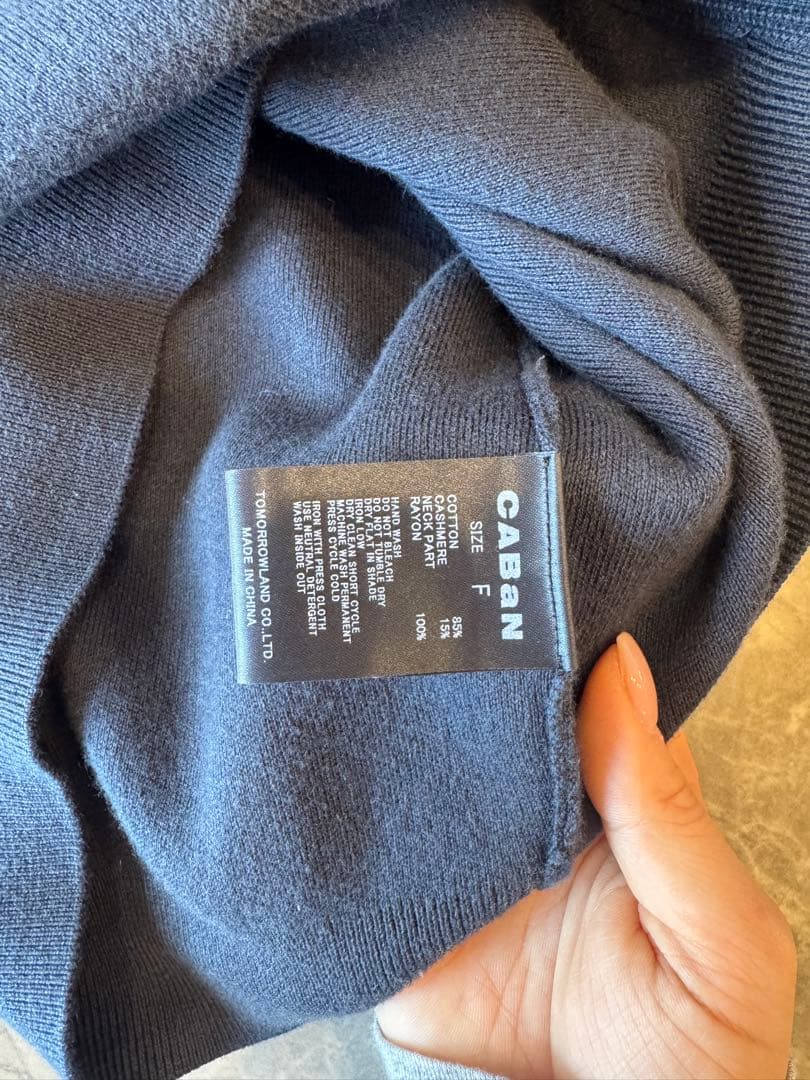 CABaN
SIZE F
COTTON 85%
CASHMERE 15%
NECK PART
RAYON 100%
HAND WASH
DO NOT BLEACH
DO NOT TUMBLE DRY
DRY FLAT IN SHADE
IRON LOW
DRY CLEAN SHORT CYCLE
MACHINE WASH PERMANENT
PRESS CYCLE COLD
IRON WITH PRESS CLOTH
USE NEUTRAL DETERGENT
WASH INSIDE OUT
TOMORROWLAND CO.,LTD.
MADE IN CHINA